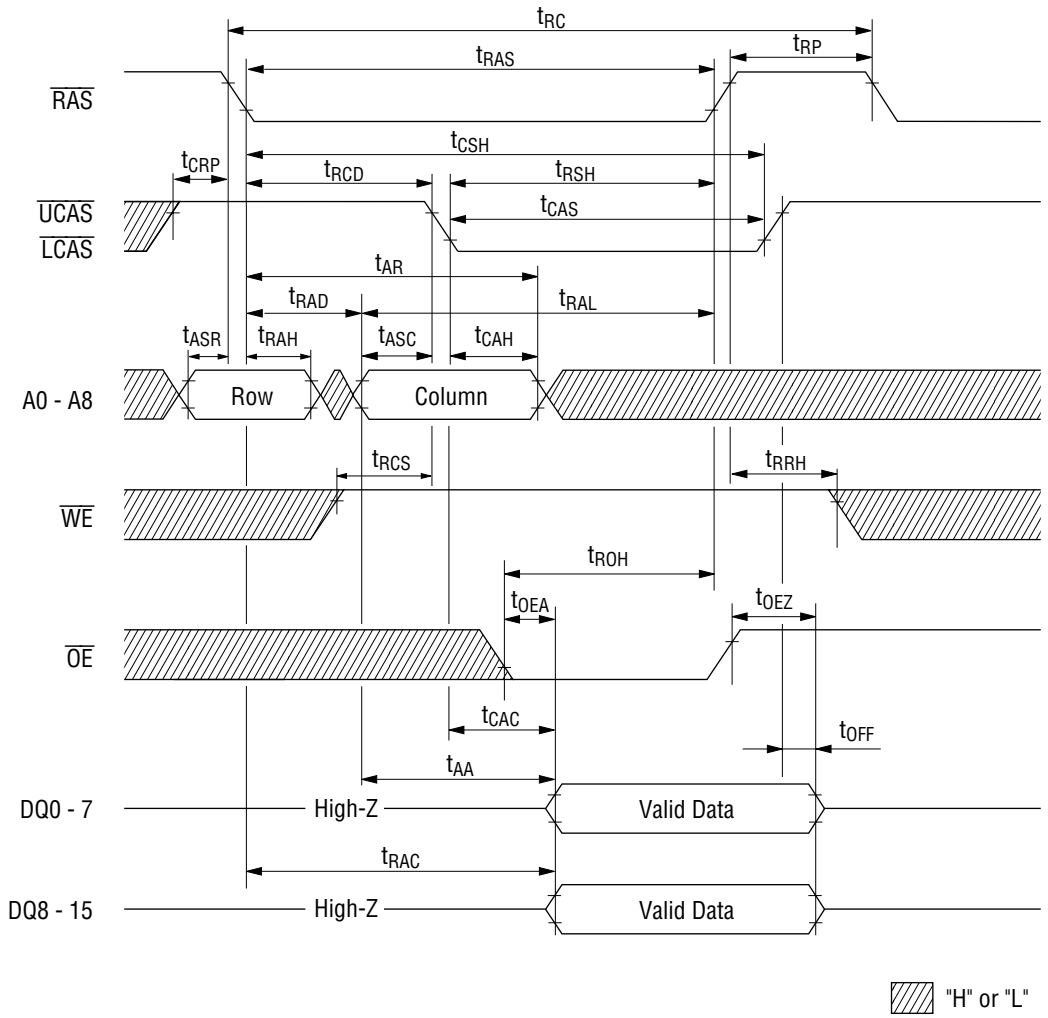 tRC
tRP
tRAS
RAS
tCSH
tCRP
tRCD
tRSH
UCAS
tCAS
LCAS
tAR
tRAD
tRAL
tASR
tRAH
tASC
tCAH
A0 - A8
Row
Column
tRCS
tRRH
WE
tROH
tOEA
tOEZ
OE
tCAC
tOFF
tAA
DQ0 - 7
High-Z
Valid Data
tRAC
DQ8 - 15
High-Z
Valid Data
"H" or "L"